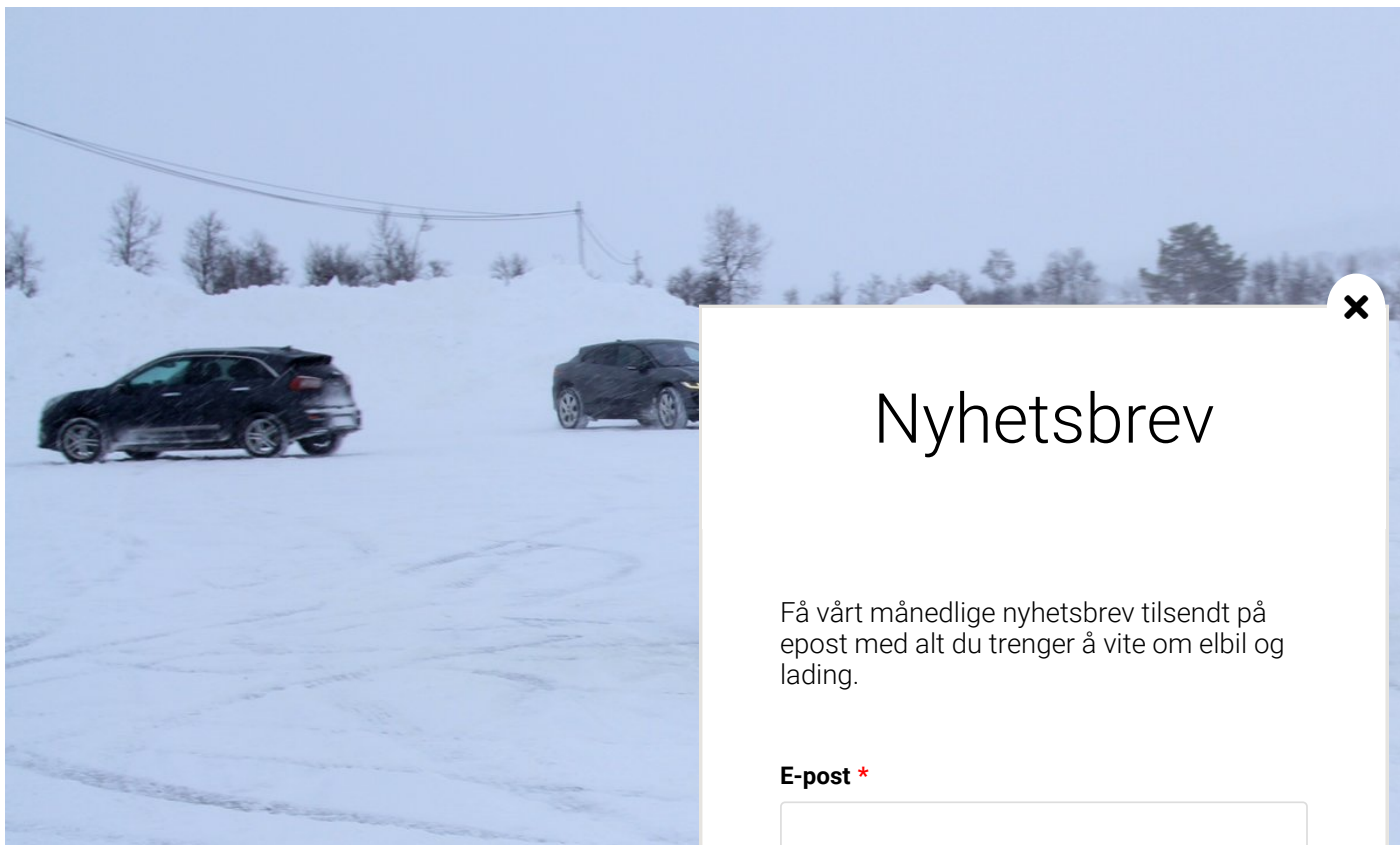 Nyhetsbrev
Få vårt månedlige nyhetsbrev tilsendt på
epost med alt du trenger å vite om elbil og
lading.
E-post *